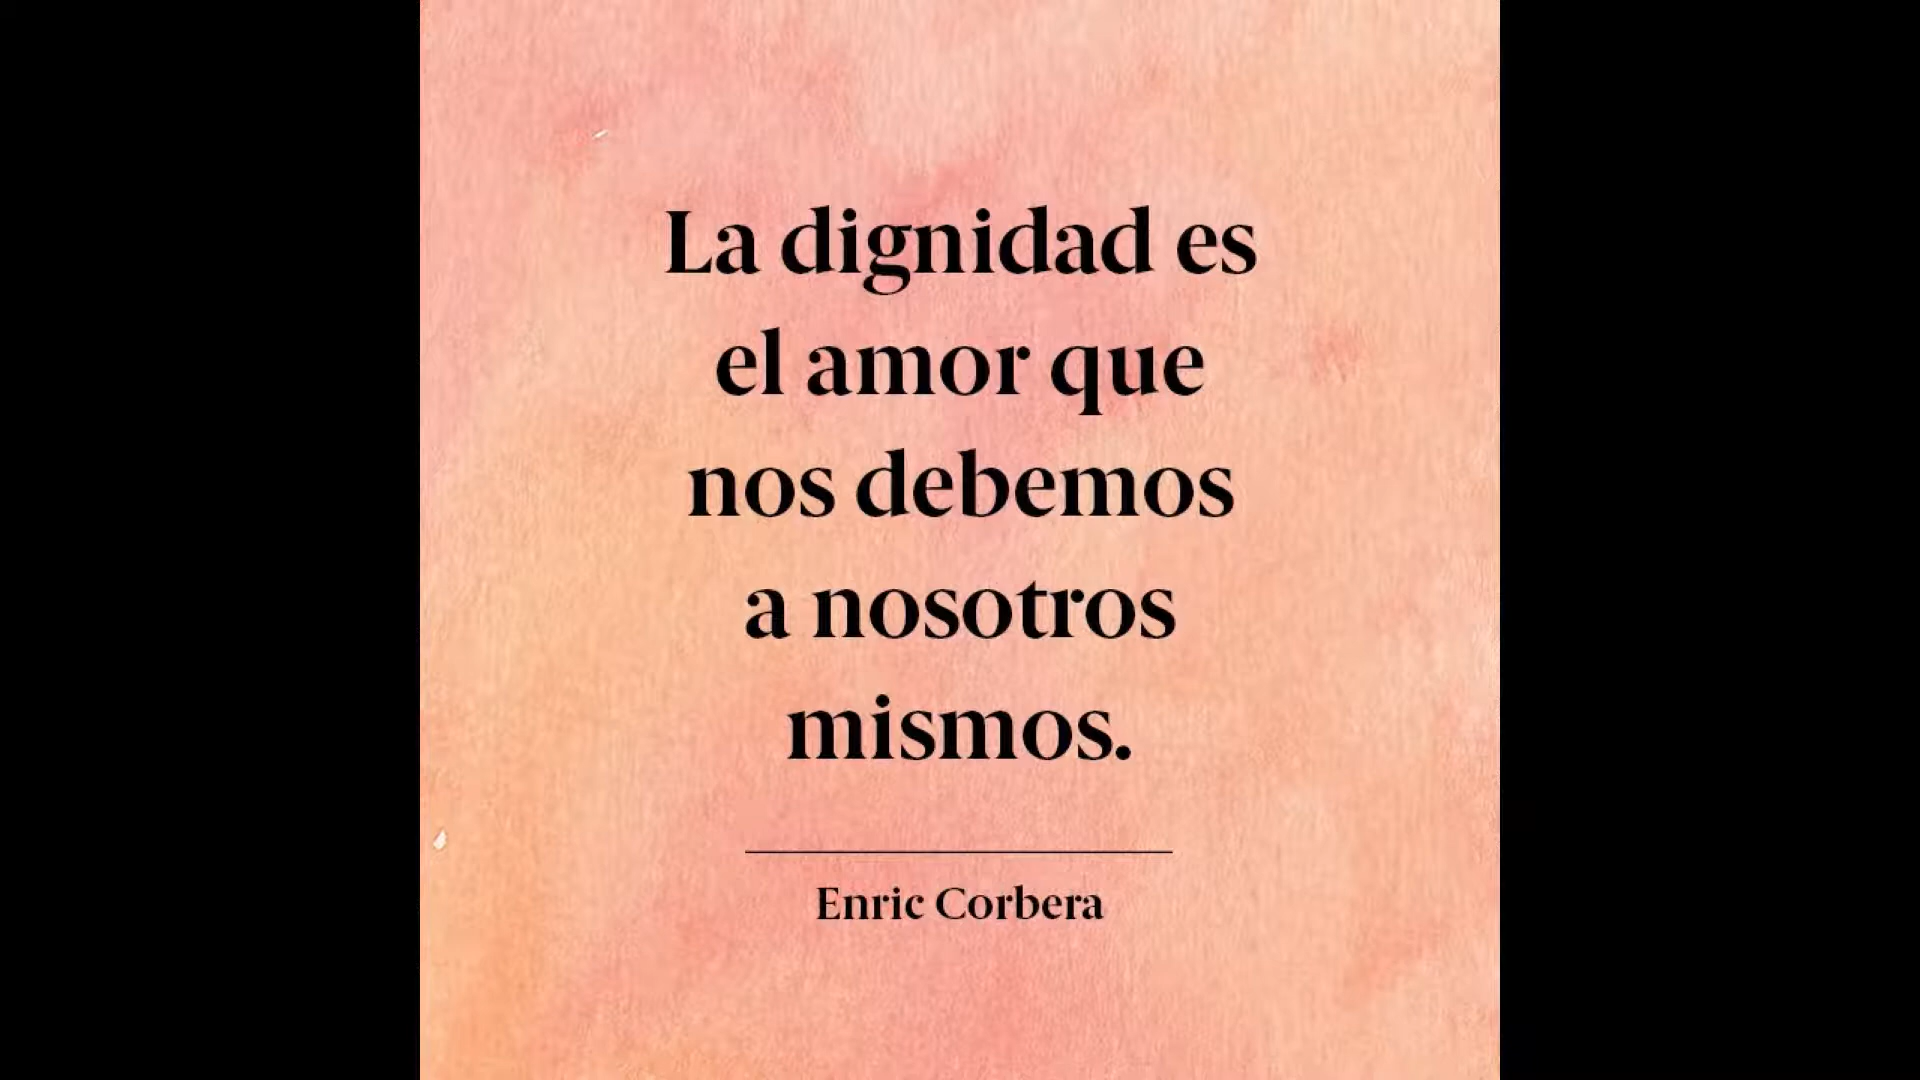 La dignidad es
el amor que
nos debemos
a nosotros
mismos.
Enric Corbera